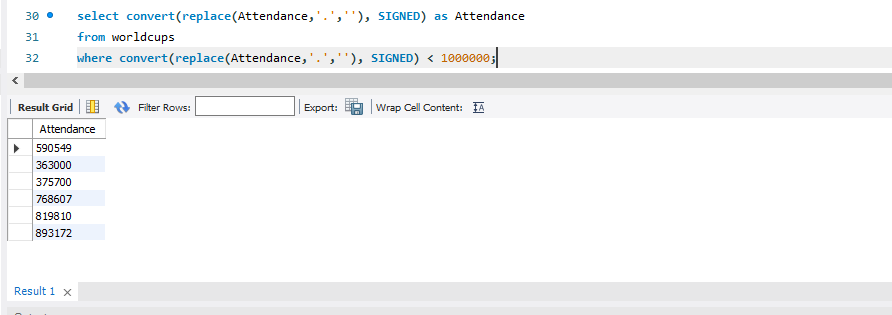 30 select convert(replace(Attendance,'.',''), SIGNED) as Attendance
31 from worldcups
32 where convert(replace(Attendance,'.',''), SIGNED) < 1000000;
Result Grid Filter Rows: Export: Wrap Cell Content: IA
Attendance
590549
363000
375700
768607
819810
893172
Result 1 ×